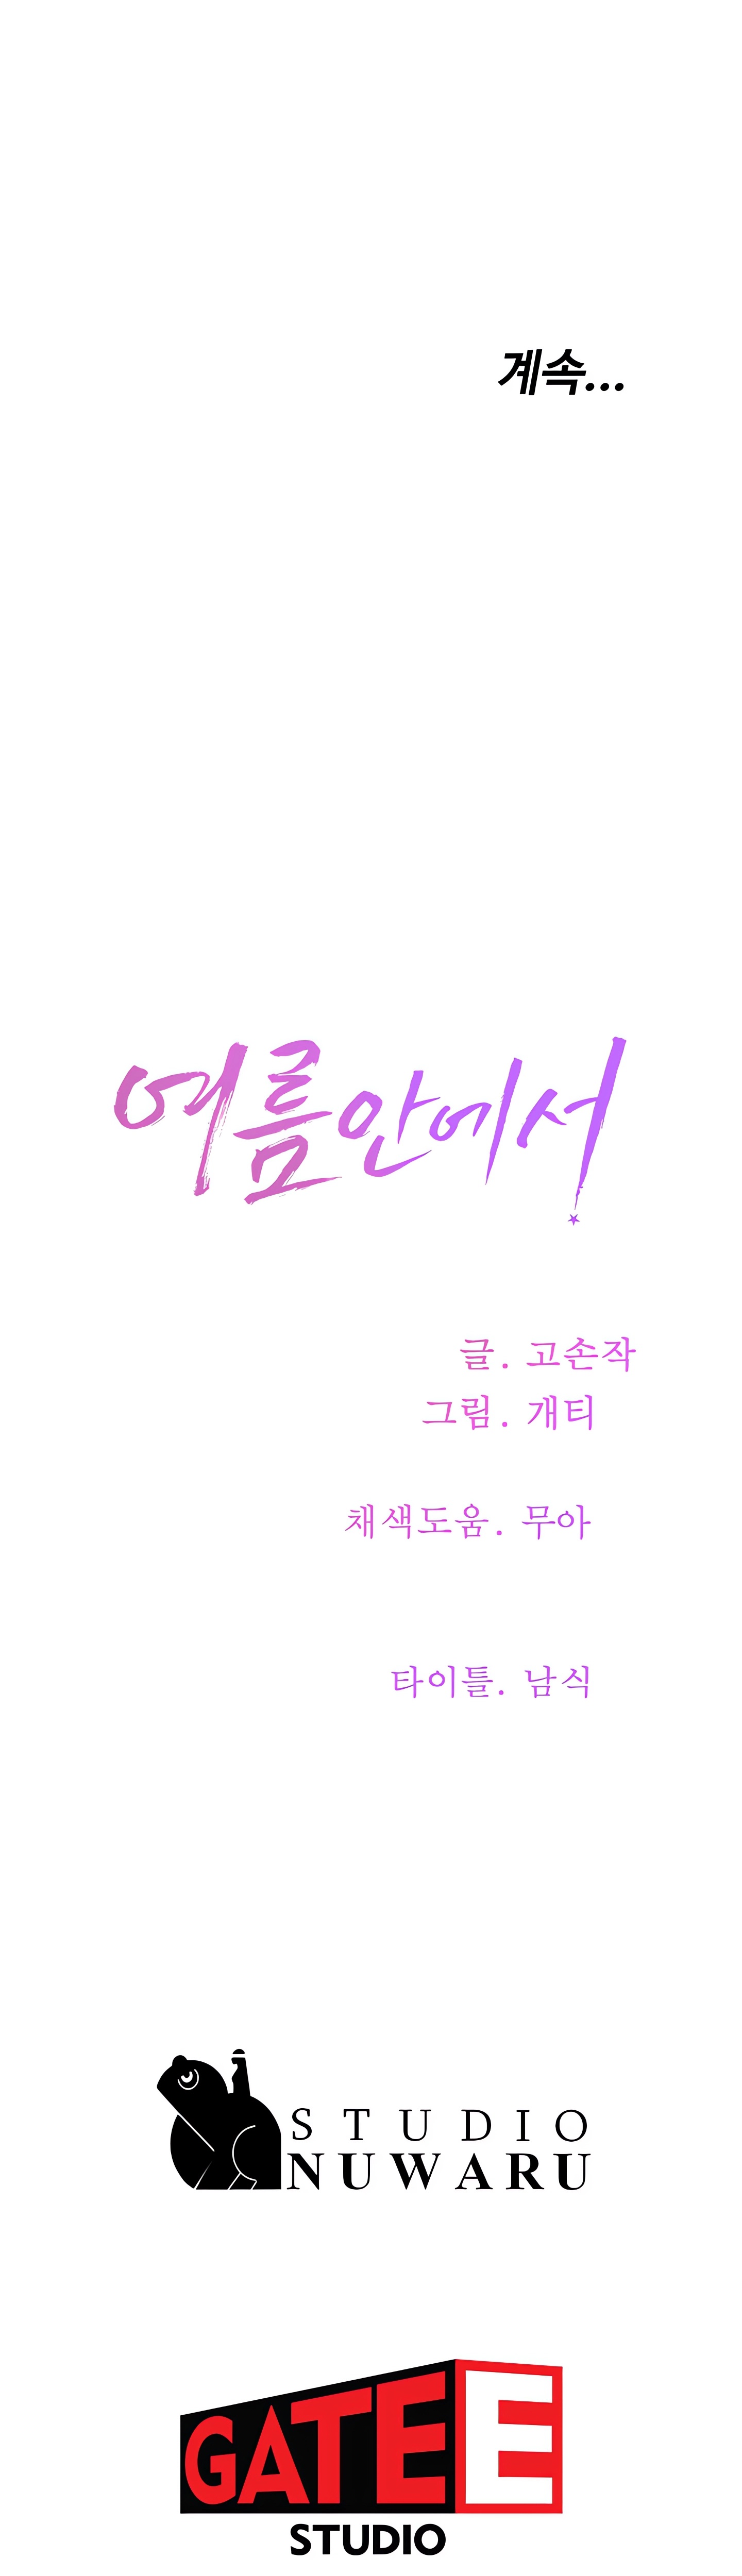 계속...
여름안에서
글. 고손작
그림. 개티
채색도움. 무아
타이틀. 남식
STUDIO
NUWARU
GATE E
STUDIO